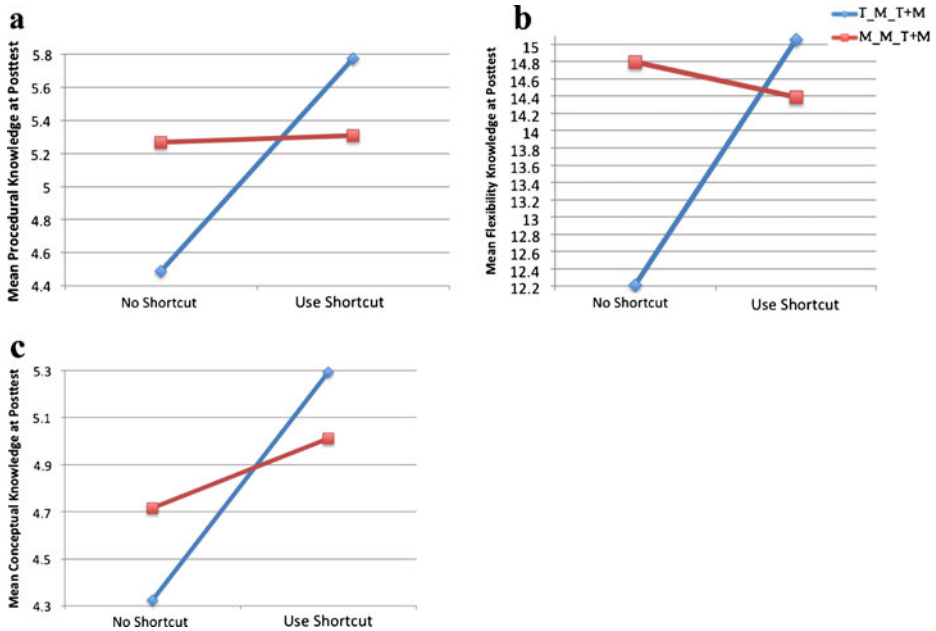 a
Mean Procedural Knowledge at Posttest
5.8
5.6
5.4
5.2
5
4.8
4.6
4.4
No Shortcut
Use Shortcut
b
T_M_T+M
M_M_T+M
Mean Flexibility Knowledge at Posttest
15
14.8
14.6
14.4
14.2
14
13.8
13.6
13.4
13.2
13
12.8
12.6
12.4
12.2
No Shortcut
Use Shortcut
c
Mean Conceptual Knowledge at Posttest
5.3
5.1
4.9
4.7
4.5
4.3
No Shortcut
Use Shortcut